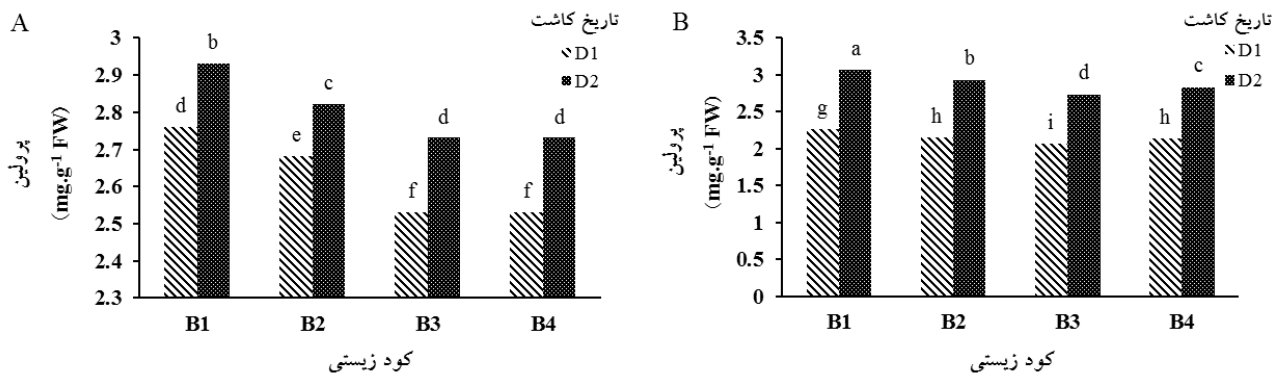 A
تاریخ کاشت
D1
D2
پرولین
(mg.g-1 FW)
3
2.9
2.8
2.7
2.6
2.5
2.4
2.3
d
b
e
c
f
d
f
d
B1
B2
B3
B4
کود زیستی
B
تاریخ کاشت
D1
D2
پرولین
(mg.g-1 FW)
3.5
3
2.5
2
1.5
1
0.5
0
g
a
h
b
i
d
h
c
B1
B2
B3
B4
کود زیستی